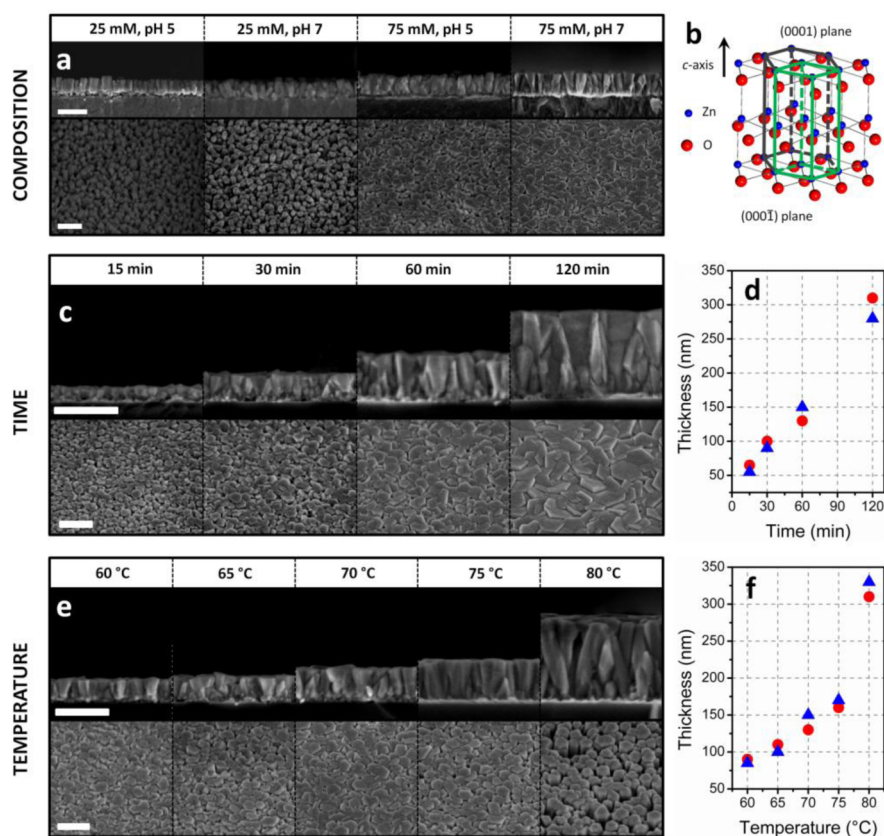 COMPOSITION
25 mM, pH 5 25 mM, pH 7 75 mM, pH 5 75 mM, pH 7
a
b
(0001) plane
c-axis
Zn
O
(0001̅) plane
TIME
15 min 30 min 60 min 120 min
c
d
350
300
250
200
150
100
50
Thickness (nm)
0 30 60 90 120
Time (min)
TEMPERATURE
60 °C 65 °C 70 °C 75 °C 80 °C
e
f
350
300
250
200
150
100
50
Thickness (nm)
60 65 70 75 80
Temperature (°C)